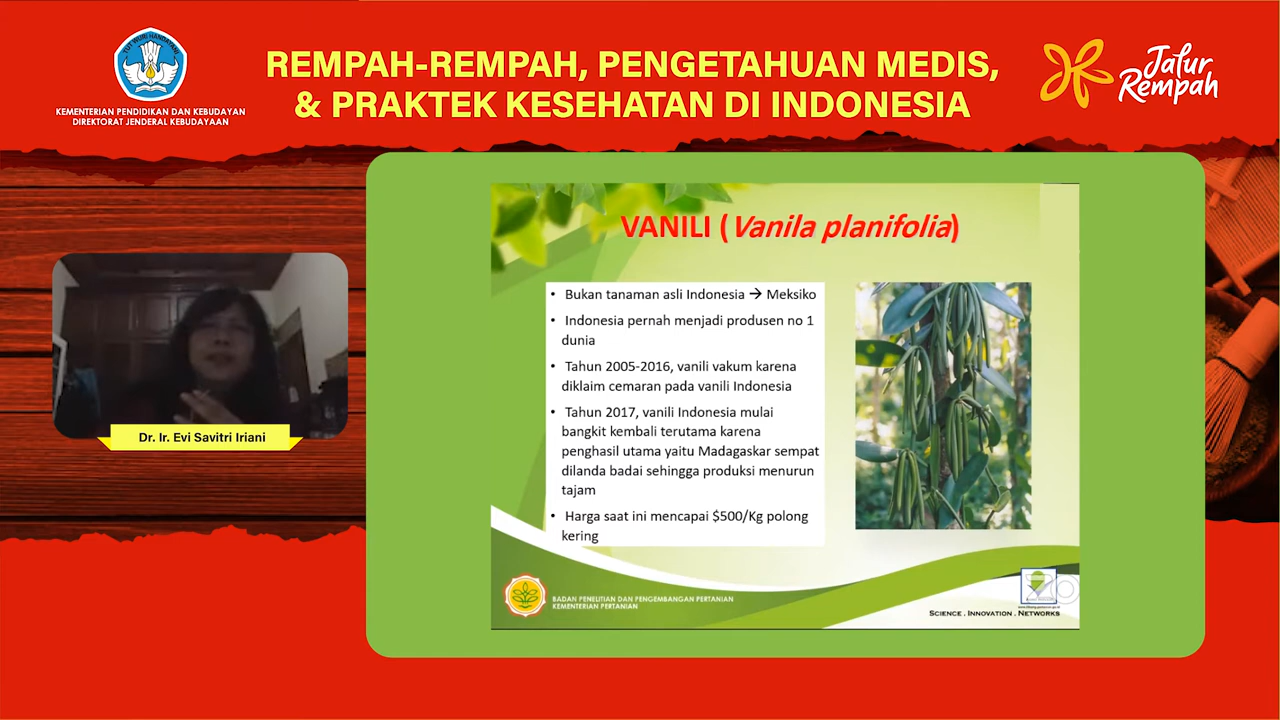 TUT WURI HANDAYANI
KEMENTERIAN PENDIDIKAN DAN KEBUDAYAN
DIREKTORAT JENDERAL KEBUDAYAAN
REMPAH-REMPAH, PENGETAHUAN MEDIS,
& PRAKTEK KESEHATAN DI INDONESIA
Jalur
Rempah
Dr. Ir. Evi Savitri Iriani
VANILI (Vanila planifolia)
• Bukan tanaman asli Indonesia → Meksiko
• Indonesia pernah menjadi produsen no 1
dunia
• Tahun 2005-2016, vanili vakum karena
diklaim cemaran pada vanili Indonesia
• Tahun 2017, vanili Indonesia mulai
bangkit kembali terutama karena
penghasil utama yaitu Madagaskar sempat
dilanda badai sehingga produksi menurun
tajam
• Harga saat ini mencapai $500/Kg polong
kering
BADAN PENELITIAN DAN PENGEMBANGAN PERTANIAN
KEMENTERIAN PERTANIAN
SCIENCE . INNOVATION . NETWORKS